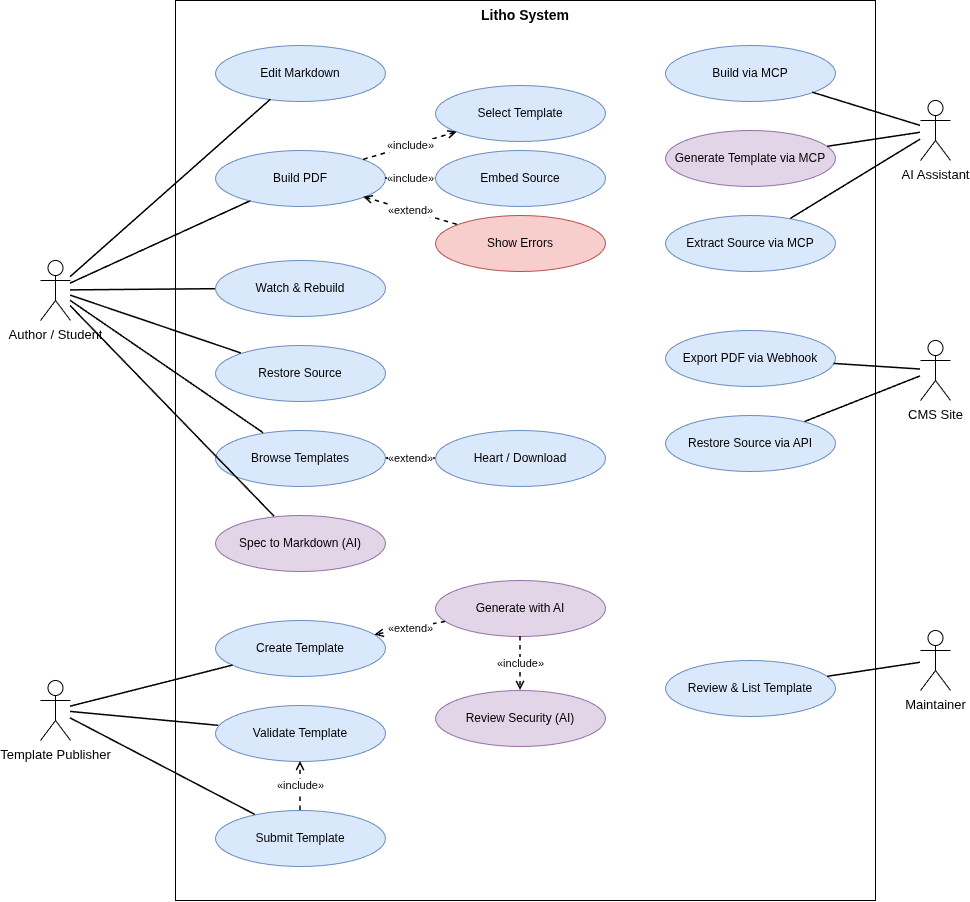 Litho System
Edit Markdown
Build via MCP
Select Template
«include»
Generate Template via MCP
AI Assistant
Build PDF
«include»
Embed Source
«extend»
Show Errors
Extract Source via MCP
Author / Student
Watch & Rebuild
Restore Source
Export PDF via Webhook
CMS Site
Browse Templates
«extend»
Heart / Download
Restore Source via API
Spec to Markdown (AI)
Generate with AI
«extend»
Create Template
«include»
Review Security (AI)
Review & List Template
Maintainer
Template Publisher
Validate Template
«include»
Submit Template